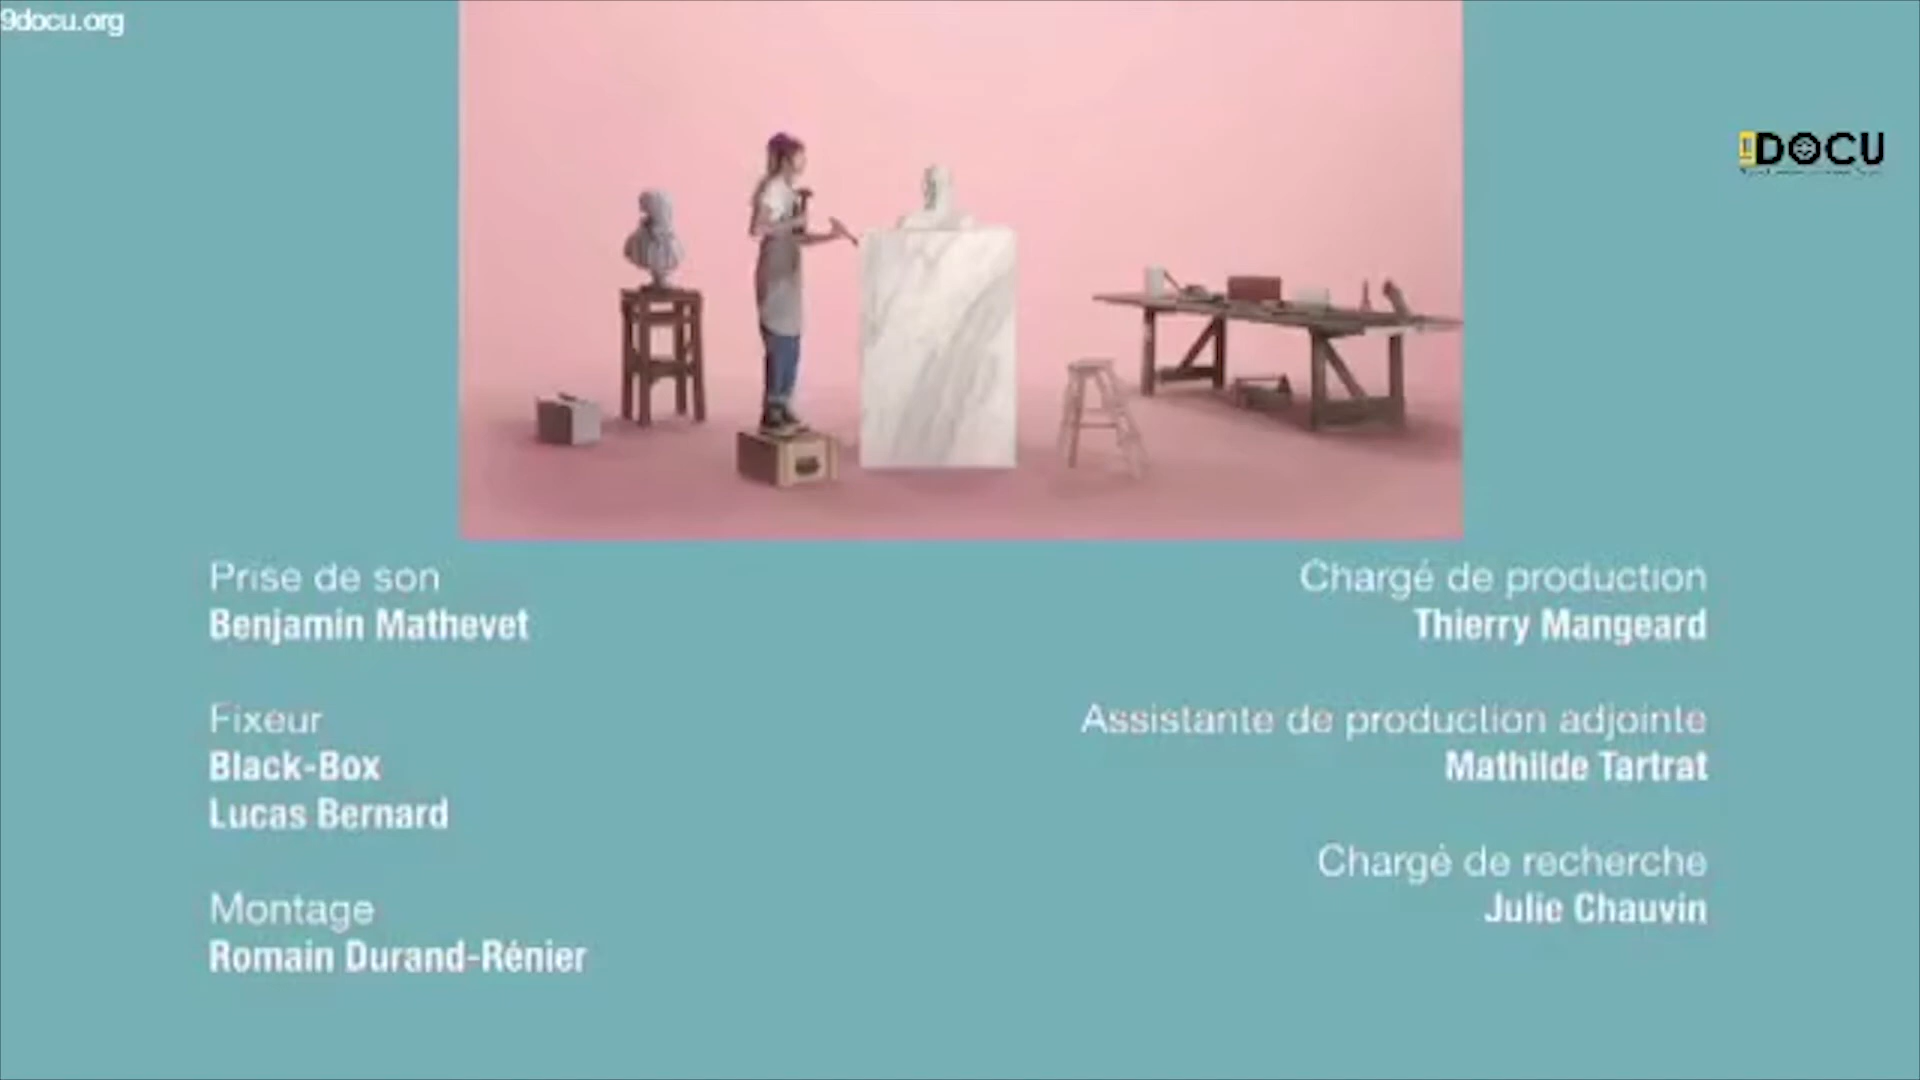 9docu.org
DOCU
Prise de son
Benjamin Mathevet
Fixeur
Black-Box
Lucas Bernard
Montage
Romain Durand-Rénier
Chargé de production
Thierry Mangeard
Assistante de production adjointe
Mathilde Tartrat
Chargé de recherche
Julie Chauvin